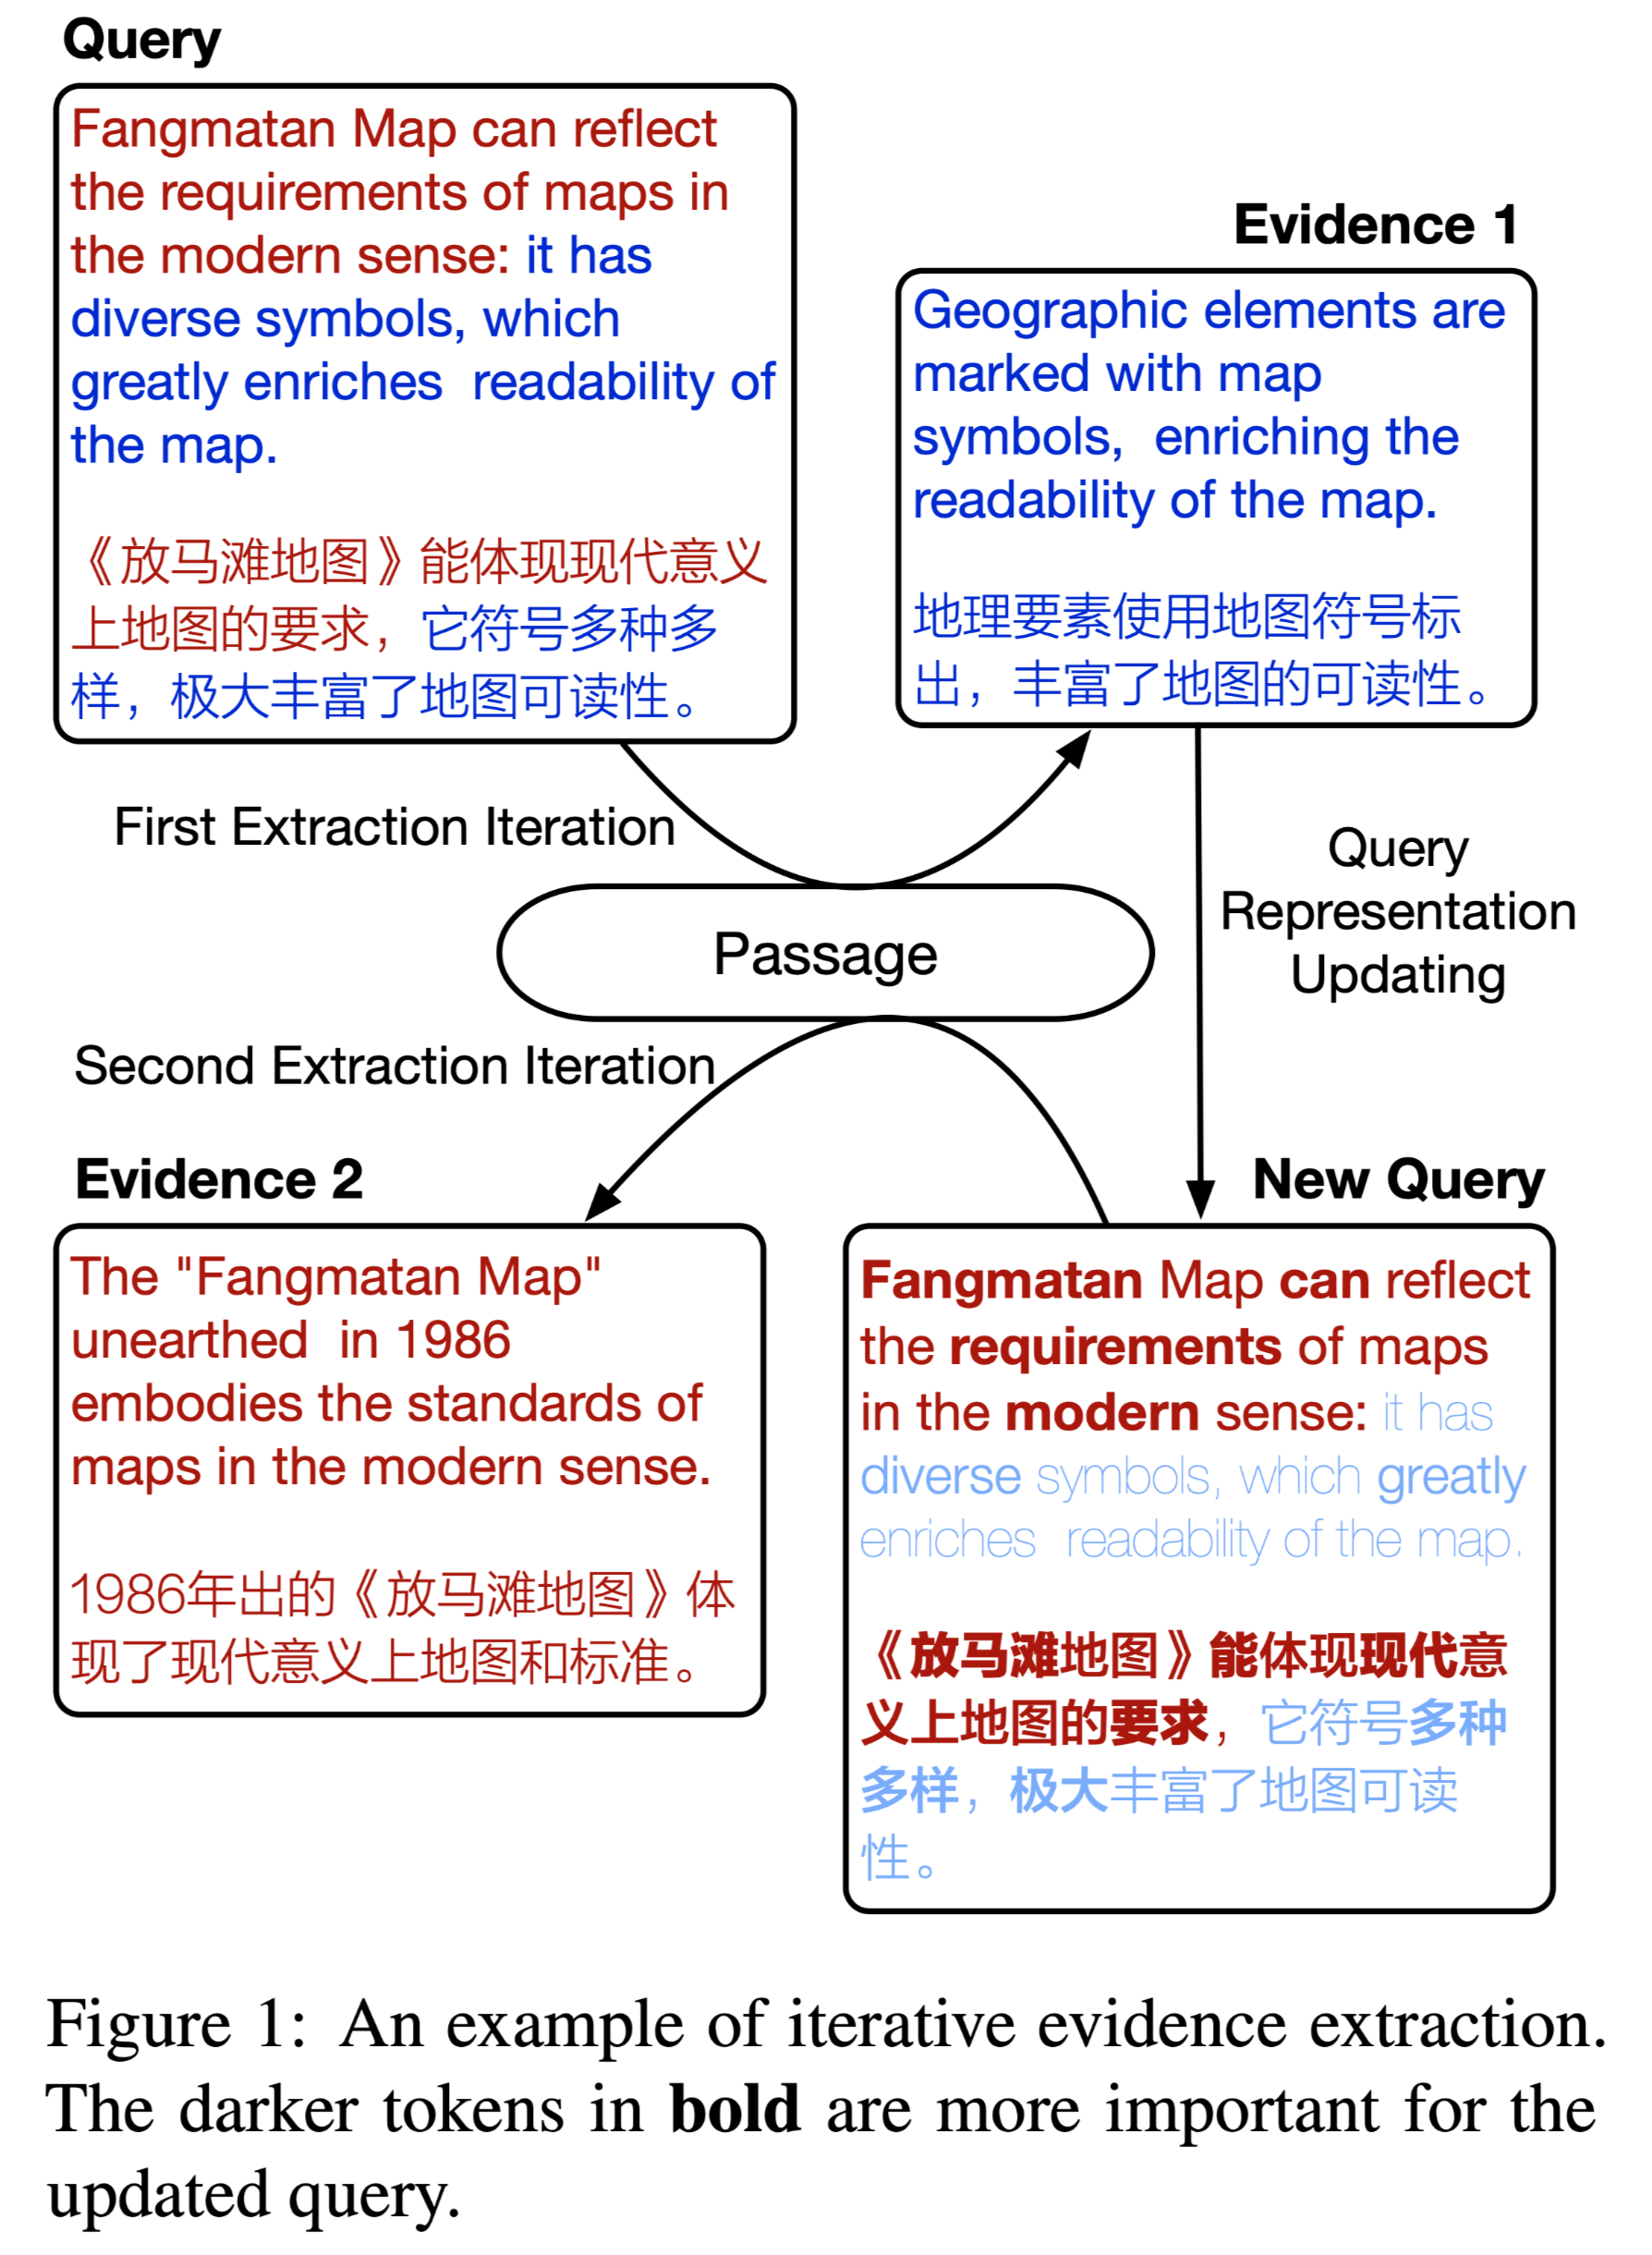 Query
Fangmatan Map can reflect
the requirements of maps in
the modern sense: it has
diverse symbols, which
greatly enriches readability of
the map.
《放马滩地图》能体现现代意义
上地图的要求，它符号多种多
样，极大丰富了地图可读性。
Evidence 1
Geographic elements are
marked with map
symbols, enriching the
readability of the map.
地理要素使用地图符号标
出，丰富了地图的可读性。
First Extraction Iteration
Query
Representation
Updating
Passage
Second Extraction Iteration
Evidence 2
The "Fangmatan Map"
unearthed in 1986
embodies the standards of
maps in the modern sense.
1986年出的《放马滩地图》体
现了现代意义上地图和标准。
New Query
Fangmatan Map can reflect
the requirements of maps
in the modern sense: it has
diverse symbols, which greatly
enriches readability of the map.
《放马滩地图》能体现现代意
义上地图的要求，它符号多种
多样，极大丰富了地图可读
性。
Figure 1: An example of iterative evidence extraction.
The darker tokens in bold are more important for the
updated query.